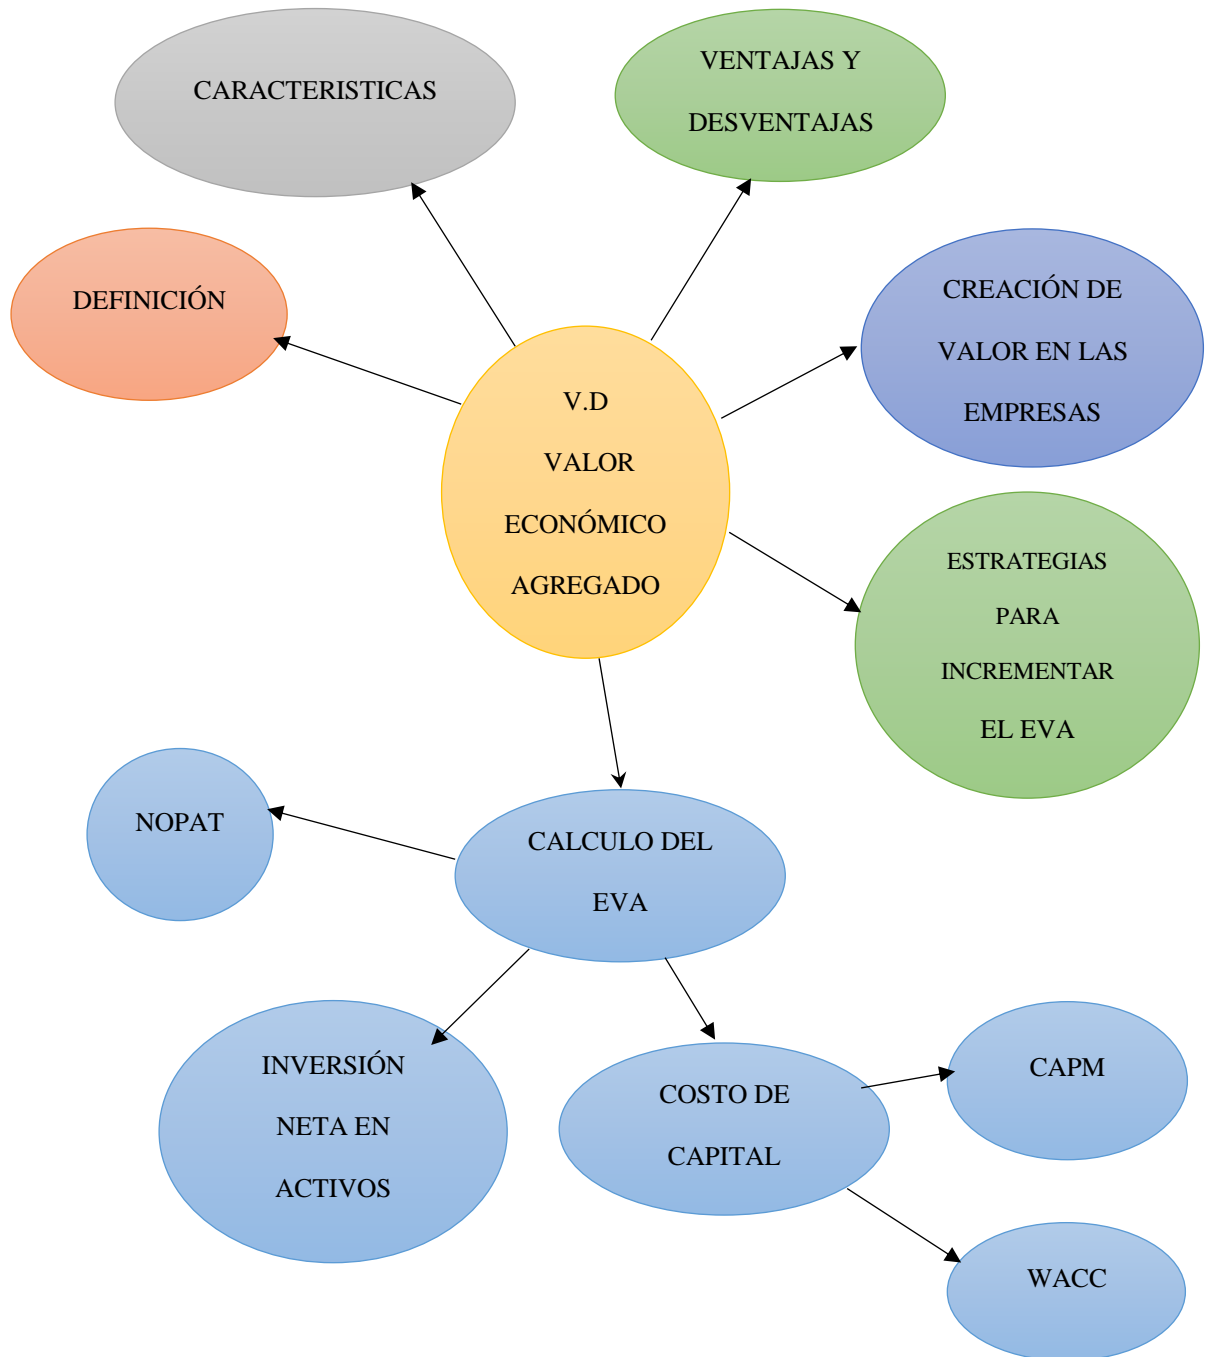 CARACTERISTICAS
VENTAJAS Y
DESVENTAJAS
DEFINICIÓN
CREACIÓN DE
VALOR EN LAS
EMPRESAS
V.D
VALOR
ECONÓMICO
AGREGADO
ESTRATEGIAS
PARA
INCREMENTAR
EL EVA
NOPAT
CALCULO DEL
EVA
INVERSIÓN
NETA EN
ACTIVOS
COSTO DE
CAPITAL
CAPM
WACC